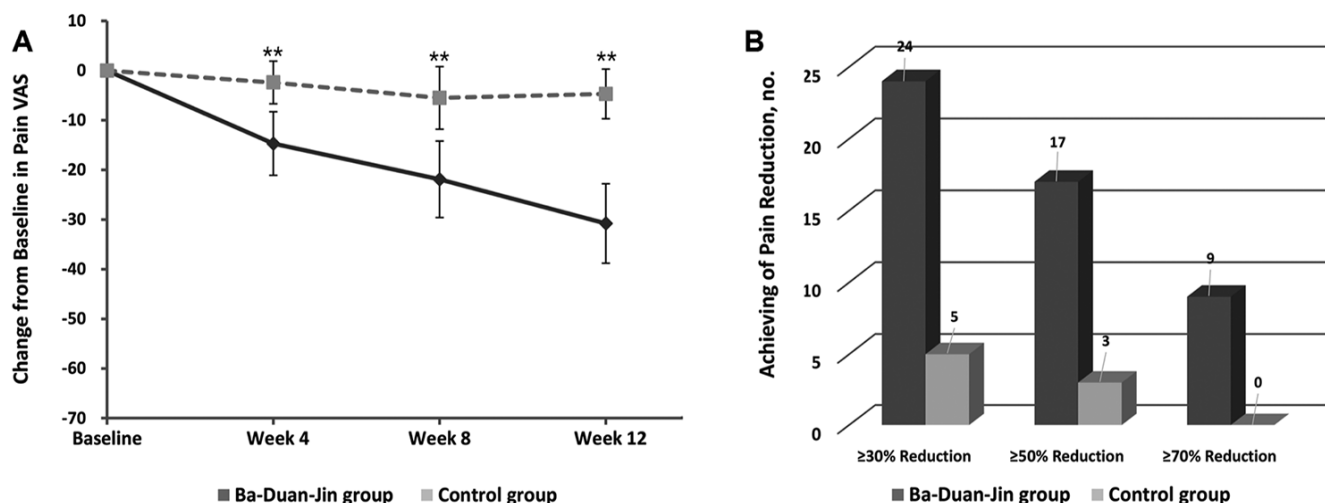 A
Change from Baseline in Pain VAS
10
0
-10
-20
-30
-40
-50
-60
-70
** ** **
Baseline Week 4 Week 8 Week 12
Ba-Duan-Jin group Control group
B
Achieving of Pain Reduction, no.
25
20
15
10
5
0
24
5
17
3
9
0
≥30% Reduction ≥50% Reduction ≥70% Reduction
Ba-Duan-Jin group Control group